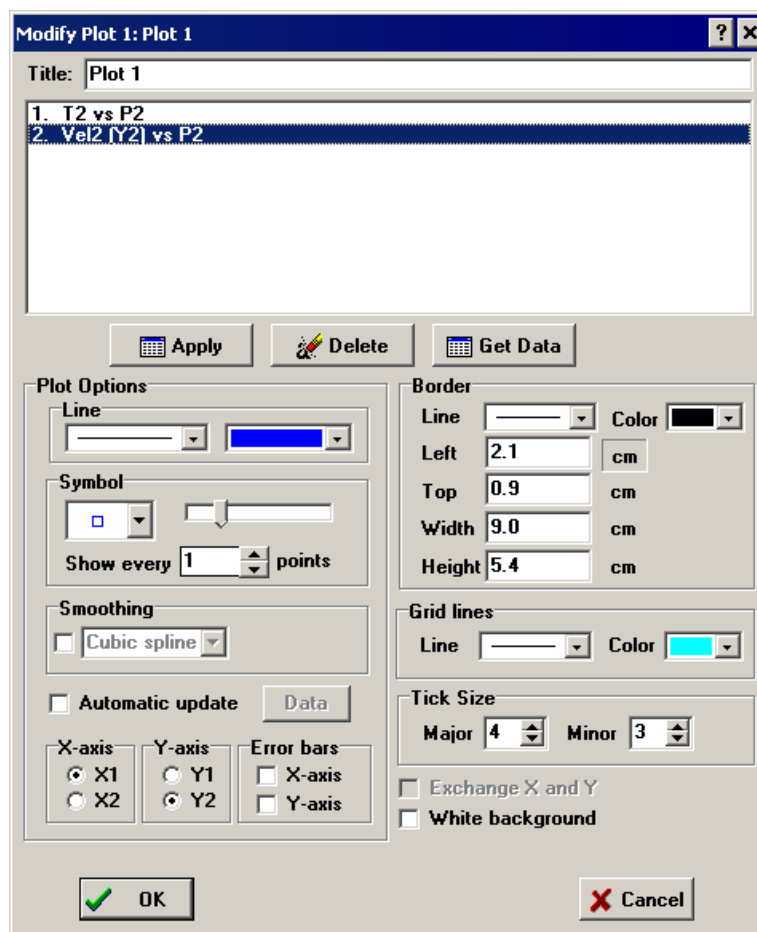 Modify Plot 1: Plot 1
Title: Plot 1
1. T2 vs P2
2. Vel2 (Y2) vs P2
Apply Delete Get Data
Plot Options
Line
Symbol
Show every 1 points
Smoothing
Cubic spline
Automatic update Data
X-axis
X1
X2
Y-axis
Y1
Y2
Error bars
X-axis
Y-axis
Border
Line Color
Left 2.1 cm
Top 0.9 cm
Width 9.0 cm
Height 5.4 cm
Grid lines
Line Color
Tick Size
Major 4 Minor 3
Exchange X and Y
White background
OK Cancel